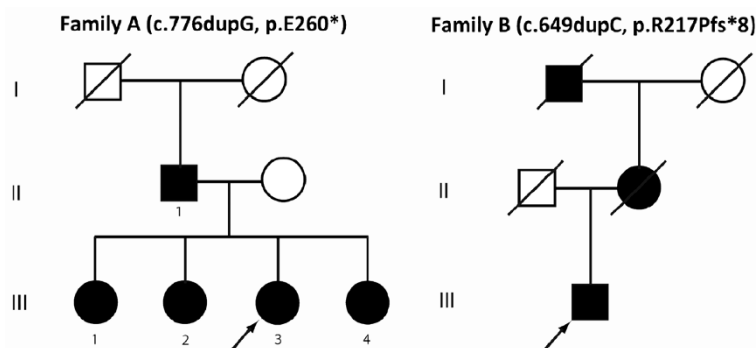 Family A (c.776dupG, p.E260*)
I
II
1
III
1 2 3 4
Family B (c.649dupC, p.R217Pfs*8)
I
II
III